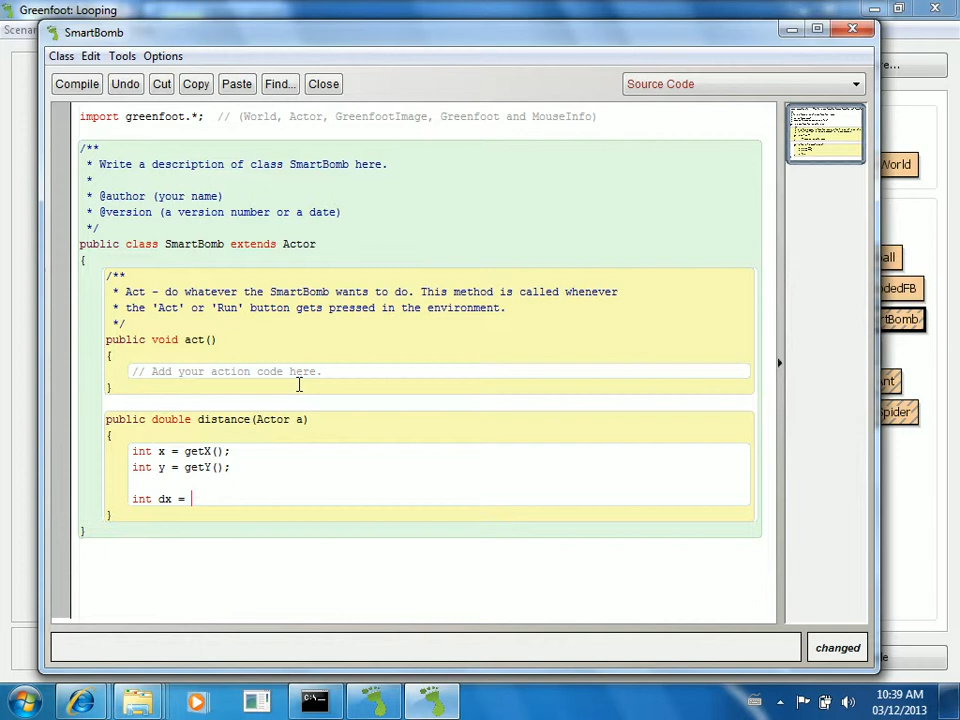 Greenfoot: Looping
Scenar
SmartBomb
Class Edit Tools Options
Compile Undo Cut Copy Paste Find... Close Source Code
import greenfoot.*;  // (World, Actor, GreenfootImage, Greenfoot and MouseInfo)
/**
 * Write a description of class SmartBomb here.
 *
 * @author (your name)
 * @version (a version number or a date)
 */
public class SmartBomb extends Actor
{
/**
 * Act - do whatever the SmartBomb wants to do. This method is called whenever
 * the 'Act' or 'Run' button gets pressed in the environment.
 */
public void act()
{
// Add your action code here.
}
public double distance(Actor a)
{
int x = getX();
int y = getY();
int dx =
}
}
changed
e...
World
all
odedFB
rtBomb
nt
pider
le
C:\
10:39 AM
03/12/2013